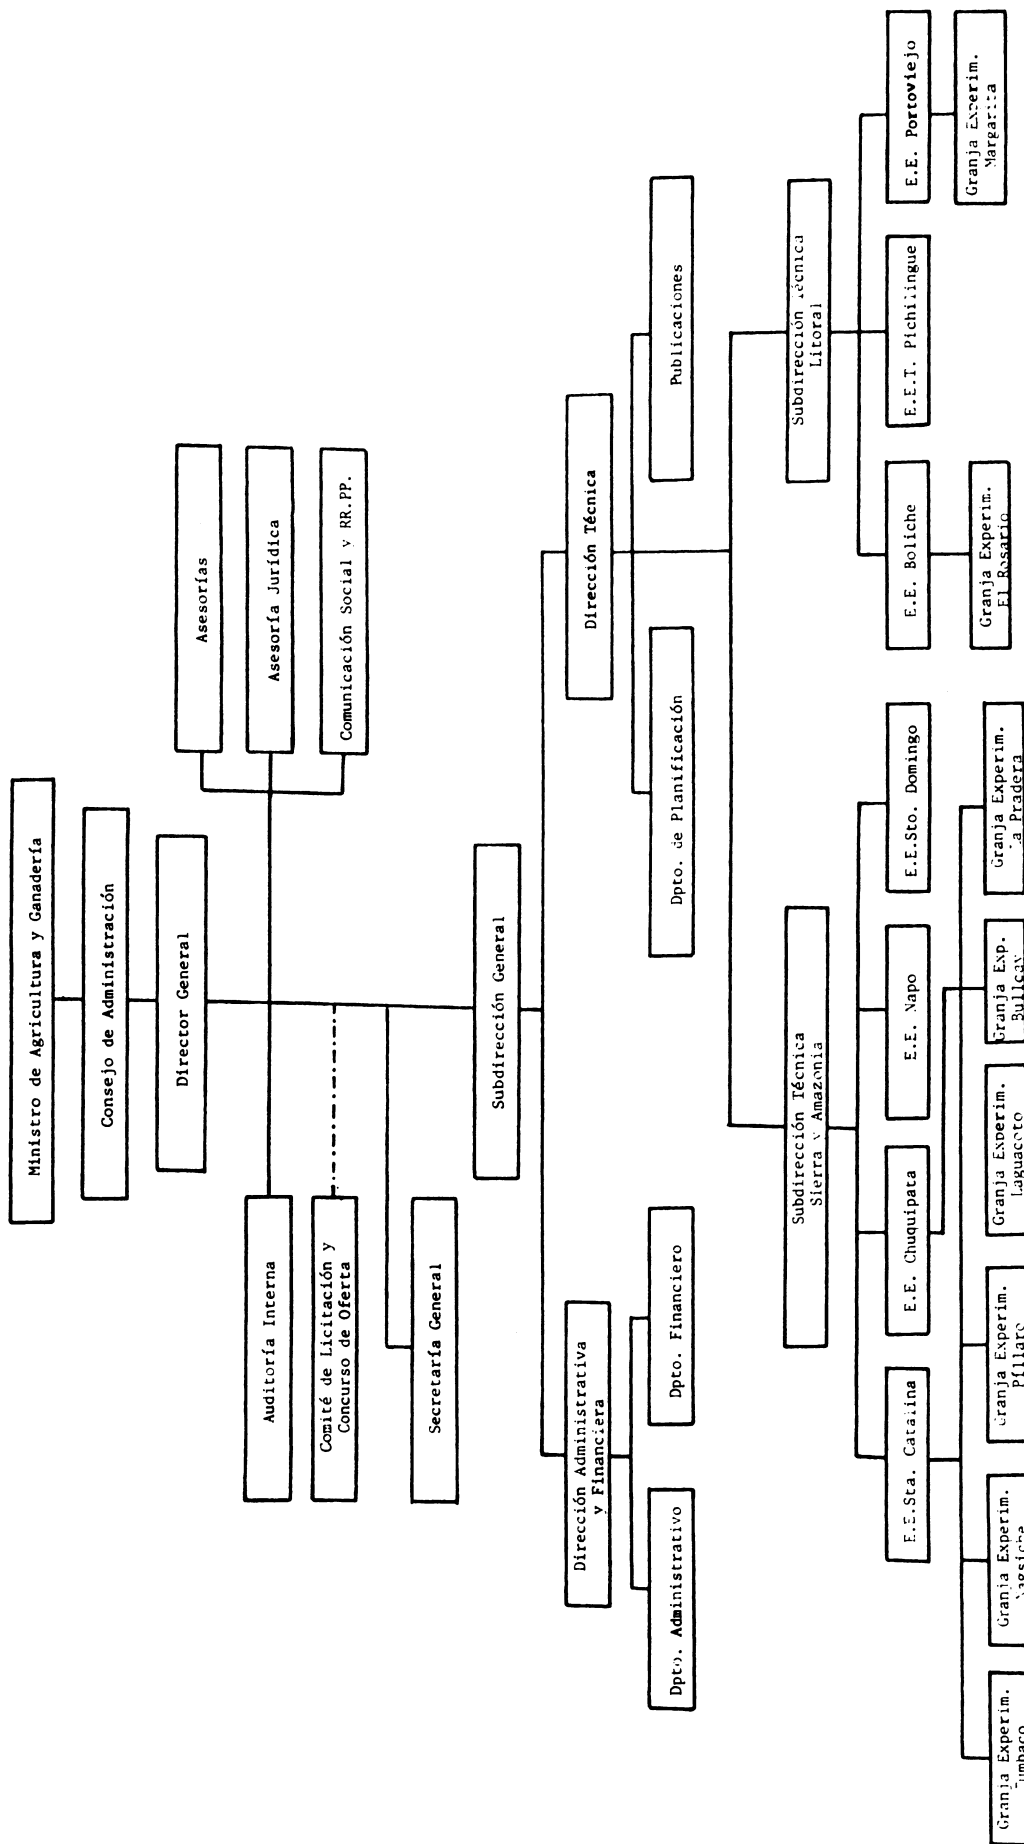 Ministro de Agricultura y Ganadería
Consejo de Administración
Director General
Asesorías
Asesoría Jurídica
Comunicación Social y RR.PP.
Auditoría Interna
Comité de Licitación y
Concurso de Oferta
Secretaría General
Subdirección General
Dirección Administrativa
y Financiera
Dirección Técnica
Dpto. Administrativo
Dpto. Financiero
Dpto. de Planificación
Publicaciones
Subdirección Técnica
Sierra y Amazonia
Subdirección Técnica
Litoral
E.E.Sta. Catalina
E.E. Chuquipata
E.E. Napo
E.E.Sto. Domingo
E.E. Boliche
E.E.T. Pichilingue
E.E. Portoviejo
Granja Experim.
Tumbaco
Granja Experim.
Granja Experim.
Píllaro
Granja Experim.
Laguacoto
Granja Exp.
Bullcay
Granja Experim.
La Pradera
Granja Experim.
El Rosario
Granja Experim.
Margarita